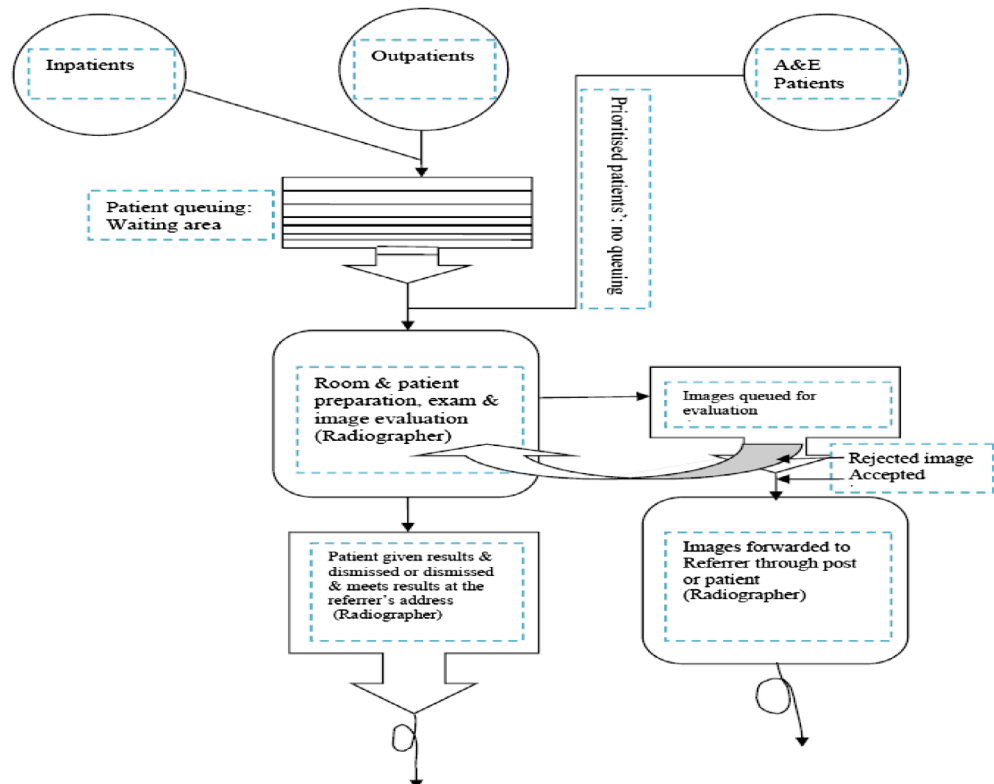 Inpatients
Outpatients
A&E
Patients
Prioritised patients': no queuing
Patient queuing:
Waiting area
Room & patient
preparation, exam &
image evaluation
(Radiographer)
Images queued for
evaluation
Rejected image
Accepted
Patient given results &
dismissed or dismissed
& meets results at the
referrer's address
(Radiographer)
Images forwarded to
Referrer through post
or patient
(Radiographer)